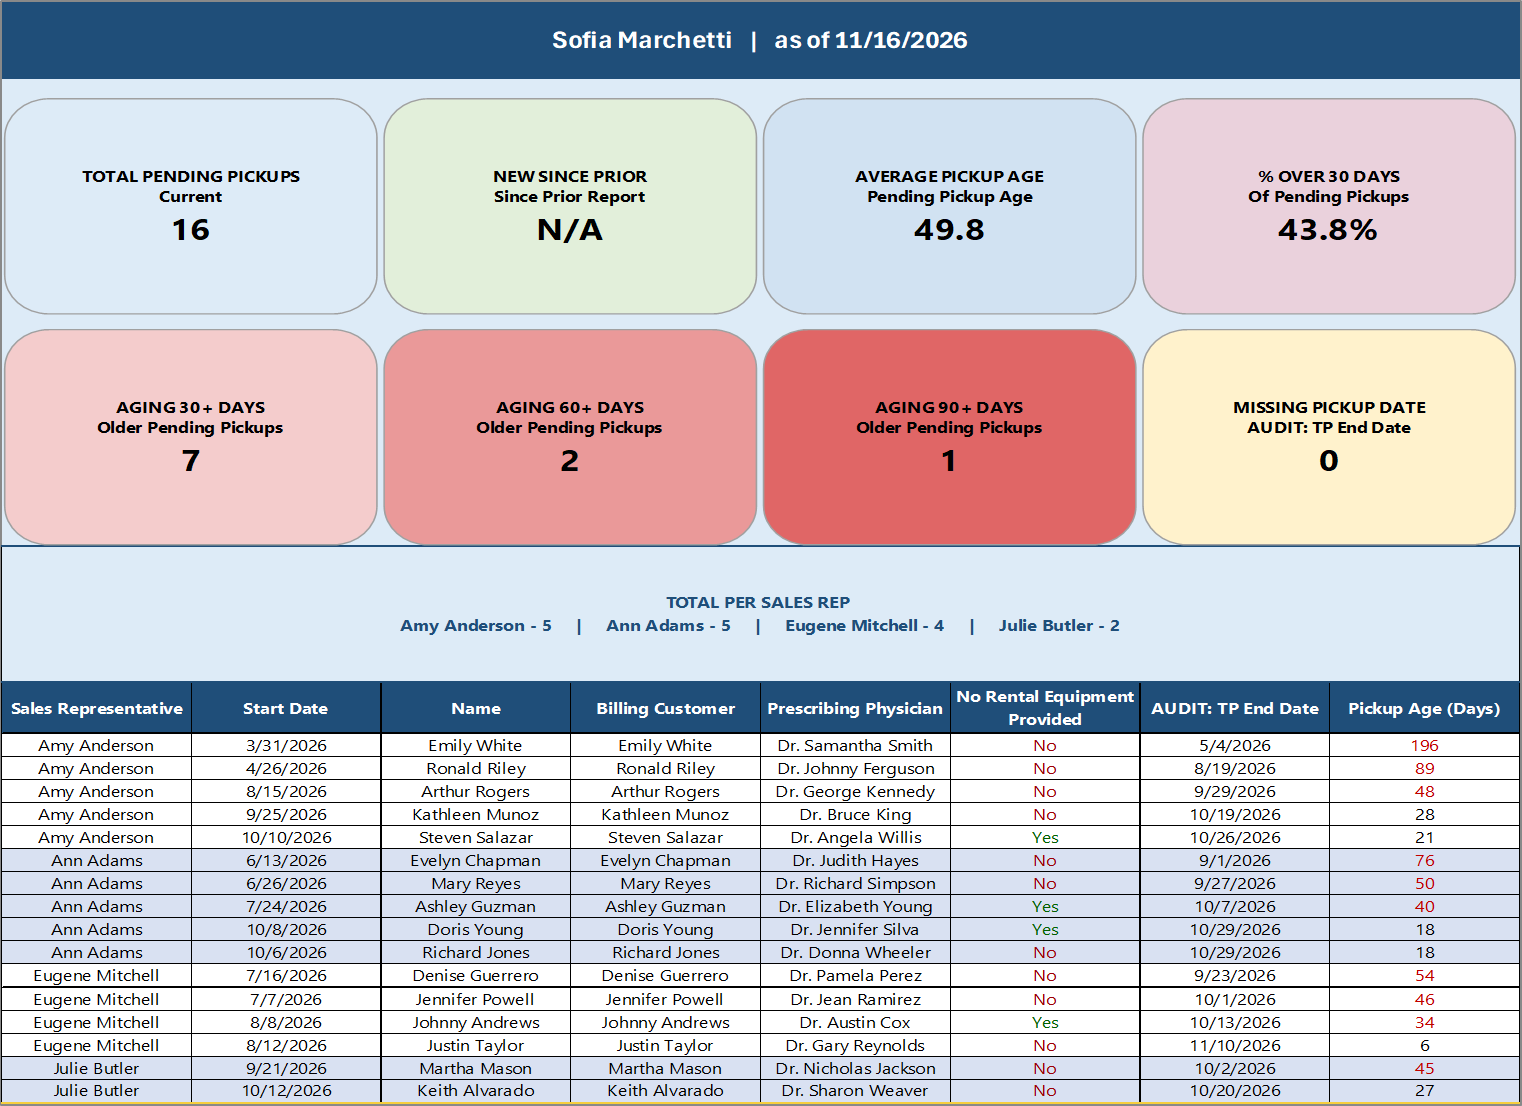 Sofia Marchetti | as of 11/16/2026
TOTAL PENDING PICKUPS
Current
16
NEW SINCE PRIOR
Since Prior Report
N/A
AVERAGE PICKUP AGE
Pending Pickup Age
49.8
% OVER 30 DAYS
Of Pending Pickups
43.8%
AGING 30+ DAYS
Older Pending Pickups
7
AGING 60+ DAYS
Older Pending Pickups
2
AGING 90+ DAYS
Older Pending Pickups
1
MISSING PICKUP DATE
AUDIT: TP End Date
0
TOTAL PER SALES REP
Amy Anderson - 5 | Ann Adams - 5 | Eugene Mitchell - 4 | Julie Butler - 2
Sales Representative Start Date Name Billing Customer Prescribing Physician No Rental Equipment Provided AUDIT: TP End Date Pickup Age (Days)
Amy Anderson 3/31/2026 Emily White Emily White Dr. Samantha Smith No 5/4/2026 196
Amy Anderson 4/26/2026 Ronald Riley Ronald Riley Dr. Johnny Ferguson No 8/19/2026 89
Amy Anderson 8/15/2026 Arthur Rogers Arthur Rogers Dr. George Kennedy No 9/29/2026 48
Amy Anderson 9/25/2026 Kathleen Munoz Kathleen Munoz Dr. Bruce King No 10/19/2026 28
Amy Anderson 10/10/2026 Steven Salazar Steven Salazar Dr. Angela Willis Yes 10/26/2026 21
Ann Adams 6/13/2026 Evelyn Chapman Evelyn Chapman Dr. Judith Hayes No 9/1/2026 76
Ann Adams 6/26/2026 Mary Reyes Mary Reyes Dr. Richard Simpson No 9/27/2026 50
Ann Adams 7/24/2026 Ashley Guzman Ashley Guzman Dr. Elizabeth Young Yes 10/7/2026 40
Ann Adams 10/8/2026 Doris Young Doris Young Dr. Jennifer Silva Yes 10/29/2026 18
Ann Adams 10/6/2026 Richard Jones Richard Jones Dr. Donna Wheeler No 10/29/2026 18
Eugene Mitchell 7/16/2026 Denise Guerrero Denise Guerrero Dr. Pamela Perez No 9/23/2026 54
Eugene Mitchell 7/7/2026 Jennifer Powell Jennifer Powell Dr. Jean Ramirez No 10/1/2026 46
Eugene Mitchell 8/8/2026 Johnny Andrews Johnny Andrews Dr. Austin Cox Yes 10/13/2026 34
Eugene Mitchell 8/12/2026 Justin Taylor Justin Taylor Dr. Gary Reynolds No 11/10/2026 6
Julie Butler 9/21/2026 Martha Mason Martha Mason Dr. Nicholas Jackson No 10/2/2026 45
Julie Butler 10/12/2026 Keith Alvarado Keith Alvarado Dr. Sharon Weaver No 10/20/2026 27